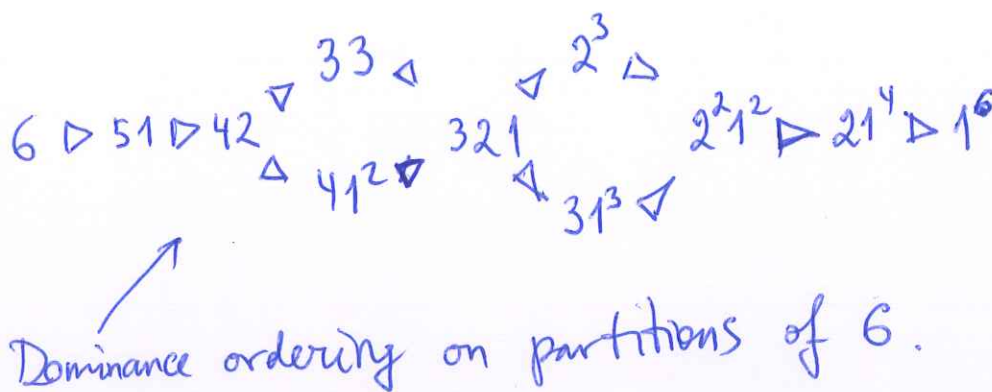 33 2³
6 ▷ 51 ▷ 42 321 2²1² ▷ 21⁴ ▷ 1⁶
41² 31³
Dominance ordering on partitions of 6.